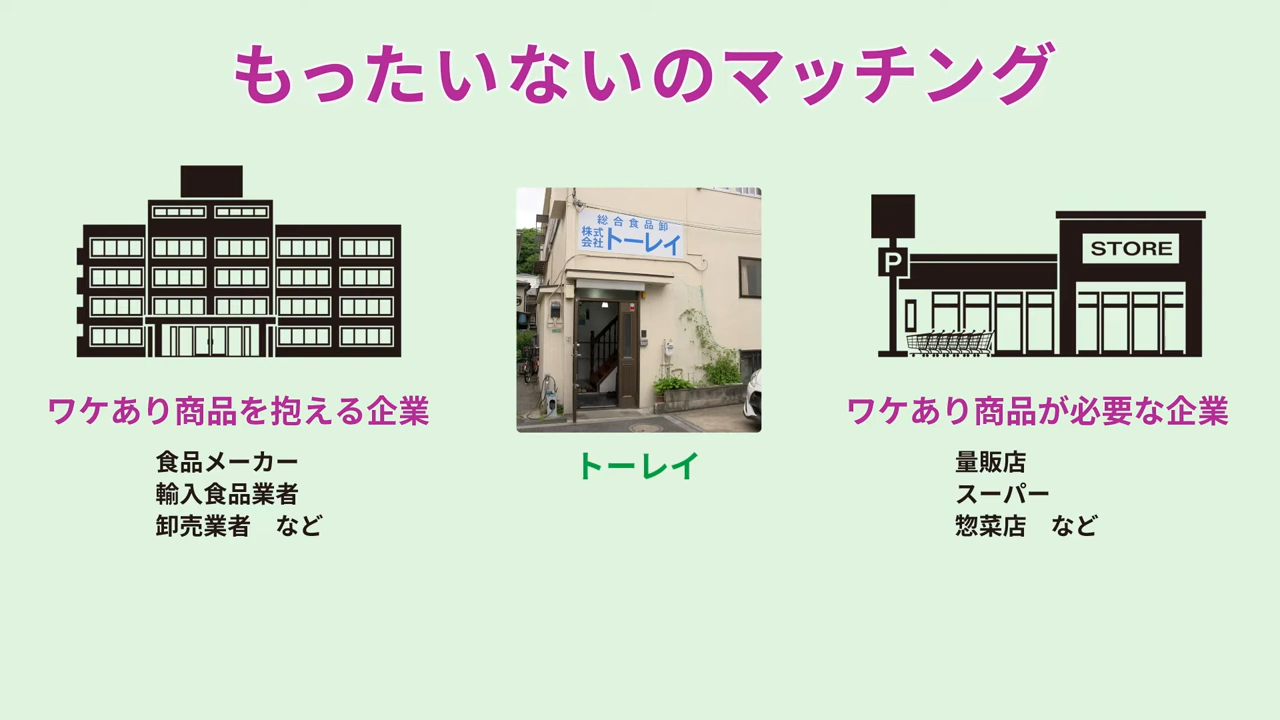 もったいないのマッチング
総合食品卸
株式会社トーレイ
P
STORE
ワケあり商品を抱える企業
食品メーカー
輸入食品業者
卸売業者　など
トーレイ
ワケあり商品が必要な企業
量販店
スーパー
惣菜店　など